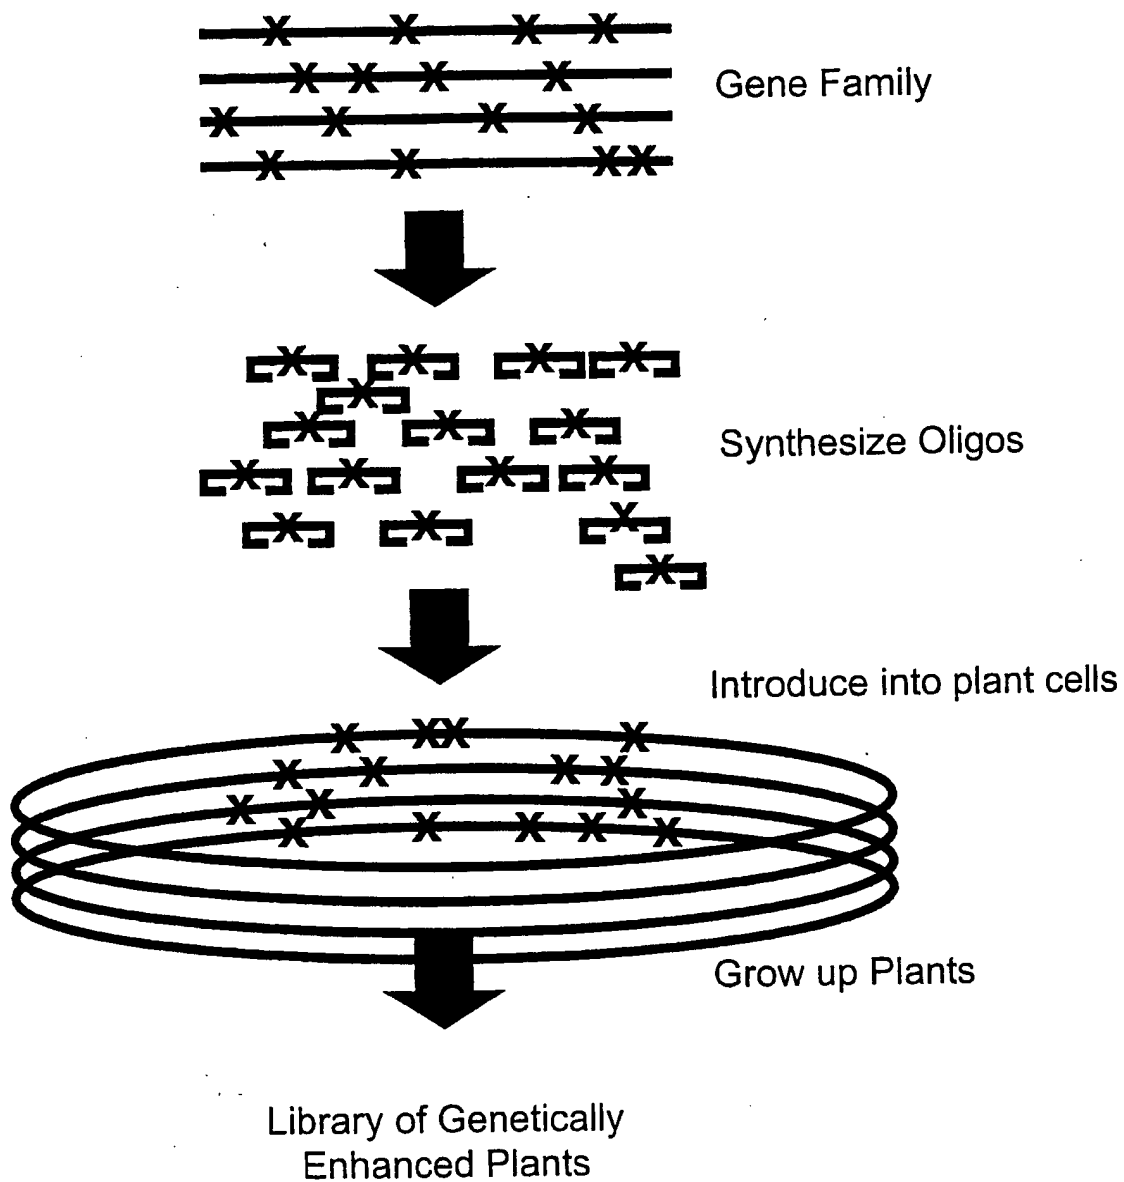 Gene Family
Synthesize Oligos
Introduce into plant cells
Grow up Plants
Library of Genetically
Enhanced Plants